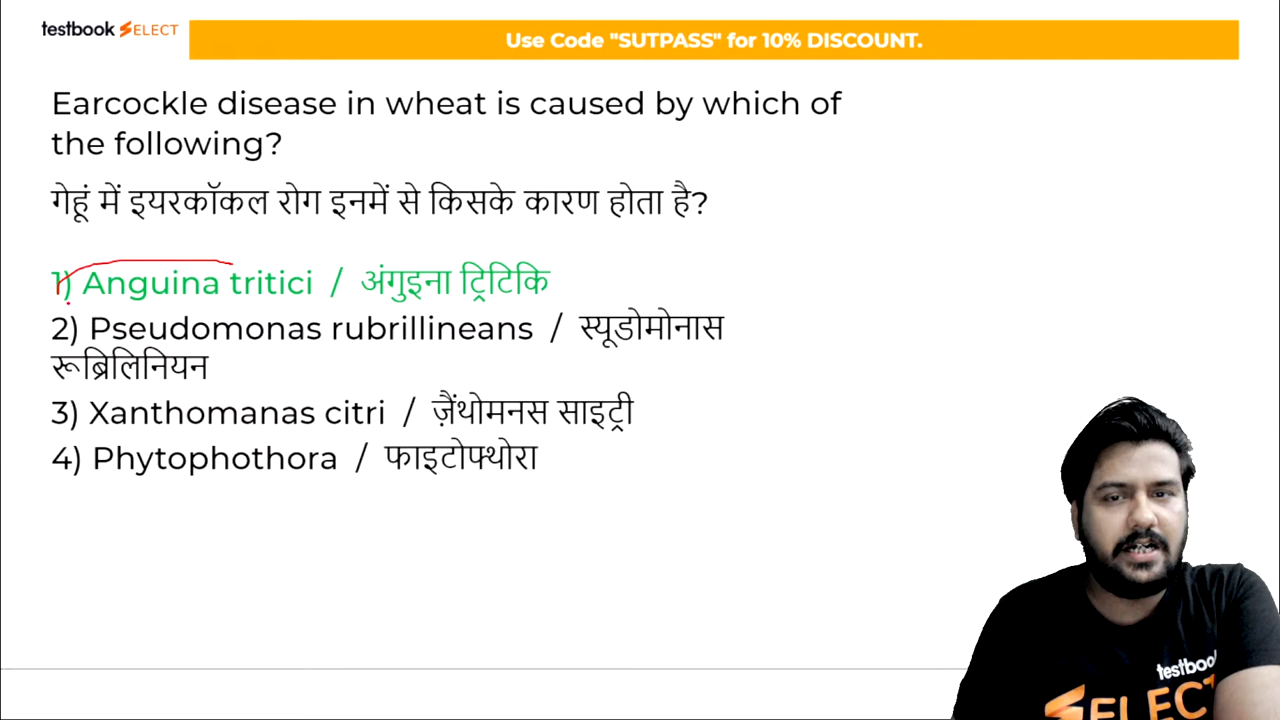 testbook SELECT
Use Code "SUTPASS" for 10% DISCOUNT.
Earcockle disease in wheat is caused by which of
the following?
गेहूं में इयरकॉकल रोग इनमें से किसके कारण होता है?
1) Anguina tritici / अंगुइना ट्रिटिकि
2) Pseudomonas rubrillineans / स्यूडोमोनास
रूब्रिलिनियन
3) Xanthomanas citri / ज़ैंथोमनस साइट्री
4) Phytophothora / फाइटोफ्थोरा
testbook
SELECT